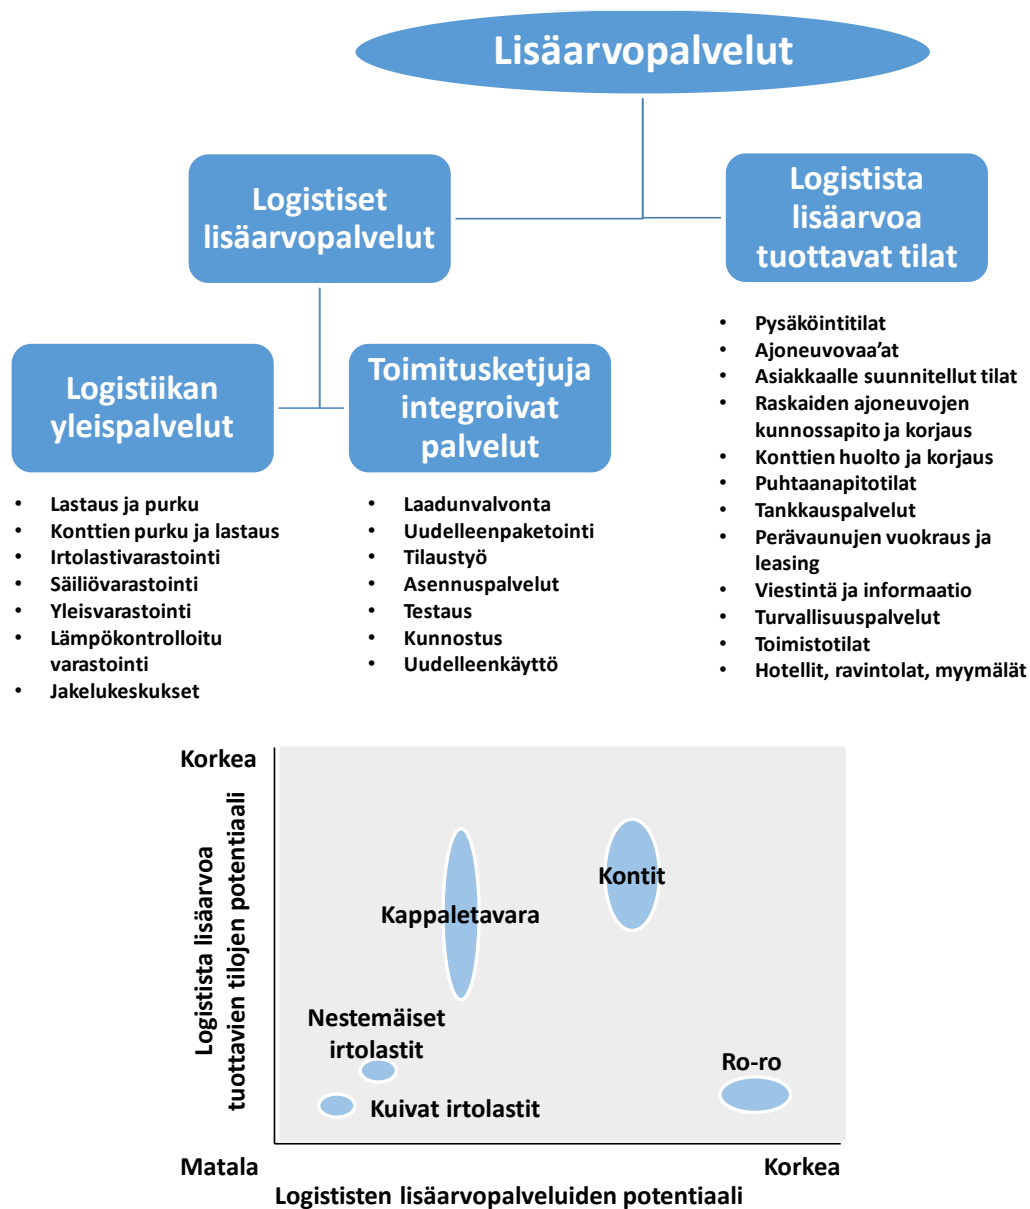 Lisäarvopalvelut
Logistiset
lisäarvopalvelut
Logistista
lisäarvoa
tuottavat tilat
Logistiikan
yleispalvelut
Toimitusketjuja
integroivat
palvelut
• Lastaus ja purku
• Konttien purku ja lastaus
• Irtolastivarastointi
• Säiliövarastointi
• Yleisvarastointi
• Lämpökontrolloitu
varastointi
• Jakelukeskukset
• Laadunvalvonta
• Uudelleenpaketointi
• Tilaustyö
• Asennuspalvelut
• Testaus
• Kunnostus
• Uudelleenkäyttö
• Pysäköintitilat
• Ajoneuvovaa'at
• Asiakkaalle suunnitellut tilat
• Raskaiden ajoneuvojen
kunnossapito ja korjaus
• Konttien huolto ja korjaus
• Puhtaanapitotilat
• Tankkauspalvelut
• Perävaunujen vuokraus ja
leasing
• Viestintä ja informaatio
• Turvallisuuspalvelut
• Toimistotilat
• Hotellit, ravintolat, myymälät
Korkea
Logistista lisäarvoa
tuottavien tilojen potentiaali
Kontit
Kappaletavara
Nestemäiset
irtolastit
Ro-ro
Kuivat irtolastit
Matala
Korkea
Logististen lisäarvopalveluiden potentiaali